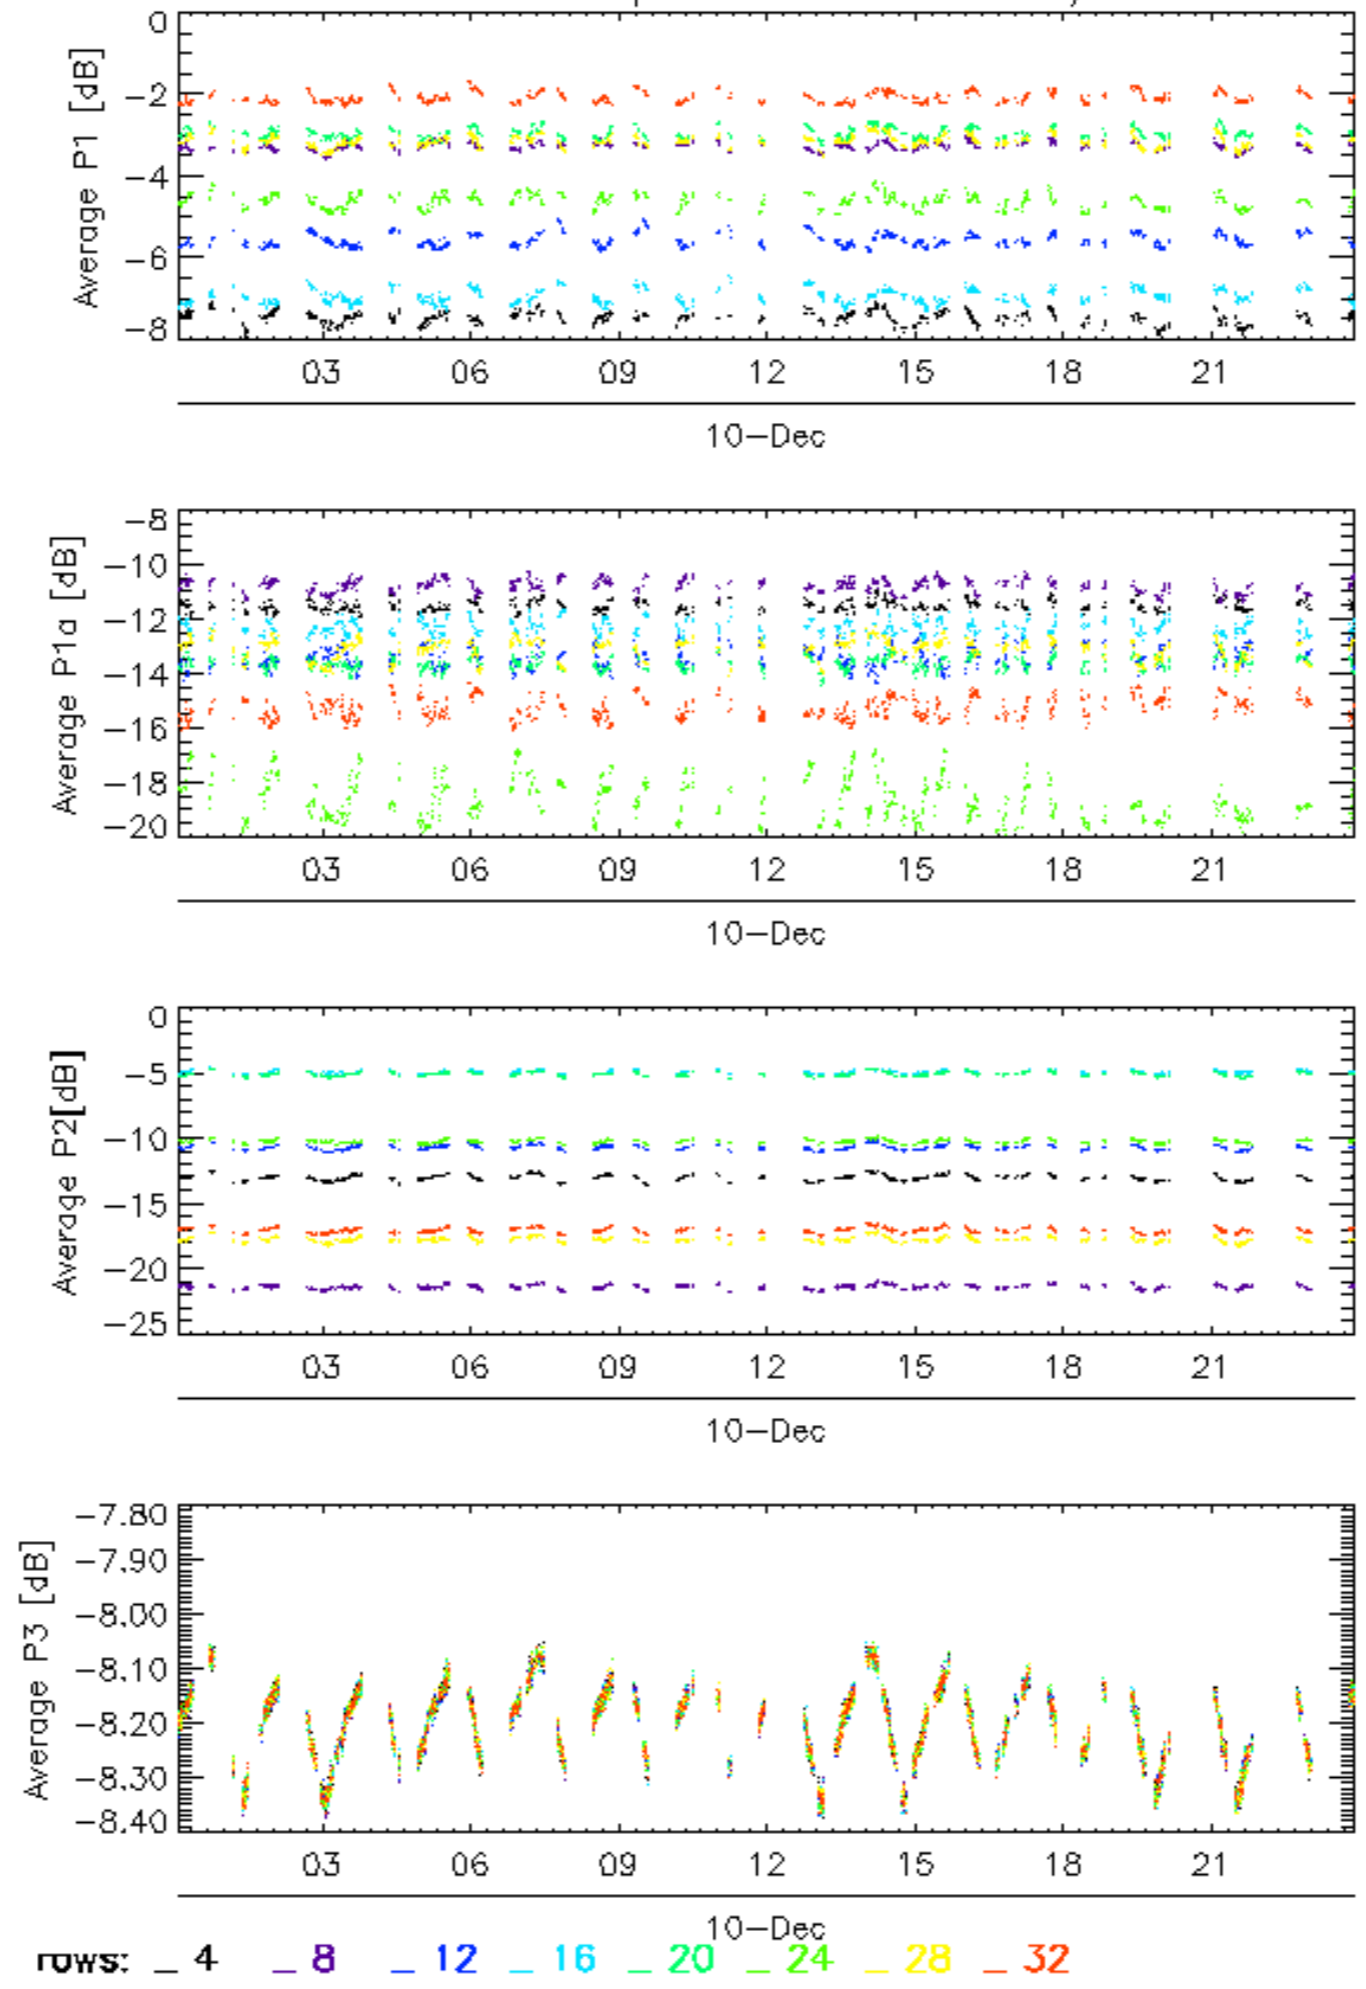 Average P1 [dB]
0
−2
−4
−6
−8
03 06 09 12 15 18 21
10−Dec
Average P1a [dB]
−8
−10
−12
−14
−16
−18
−20
03 06 09 12 15 18 21
10−Dec
Average P2[dB]
0
−5
−10
−15
−20
−25
03 06 09 12 15 18 21
10−Dec
Average P3 [dB]
−7.80
−7.90
−8.00
−8.10
−8.20
−8.30
−8.40
03 06 09 12 15 18 21
10−Dec
rows: _ 4 _ 8 _ 12 _ 16 _ 20 _ 24 _ 28 _ 32